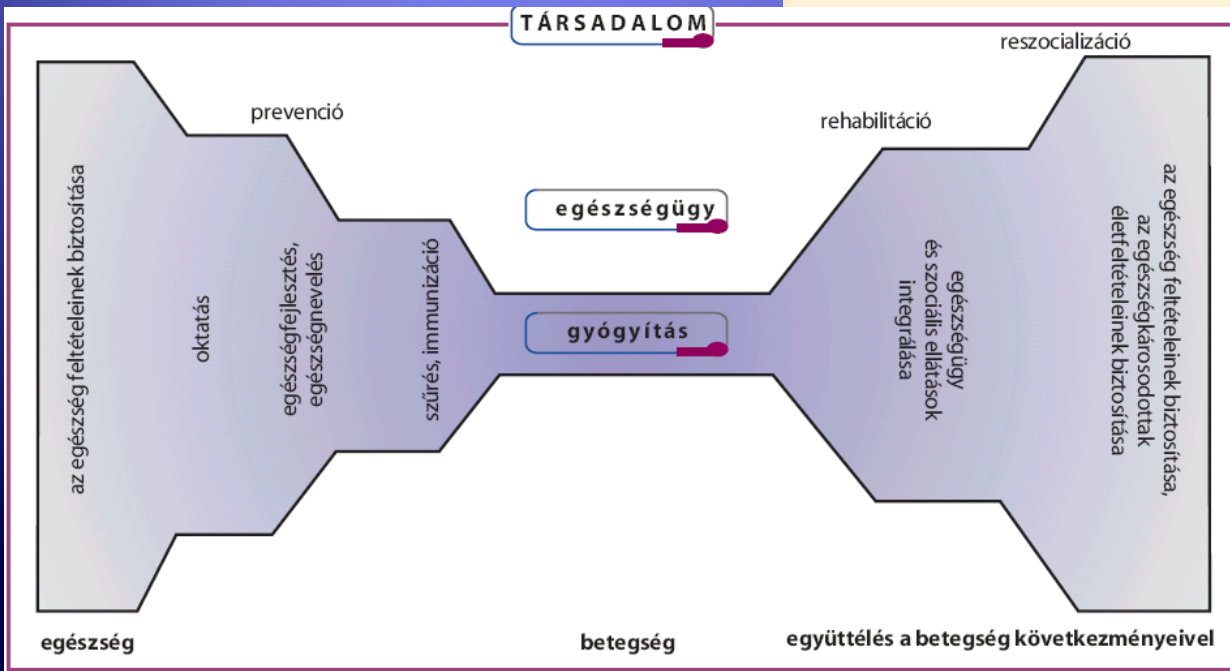 TÁRSADALOM
reszocializáció
prevenció
rehabilitáció
egészségügy
gyógyítás
az egészség feltételeinek biztosítása
oktatás
egészségfejlesztés,
egészségnevelés
szűrés, immunizáció
egészségügy
és szociális ellátások
integrálása
az egészség feltételeinek biztosítása,
az egészségkárosodottak
életfeltételeinek biztosítása
egészség
betegség
együttélés a betegség következményeivel